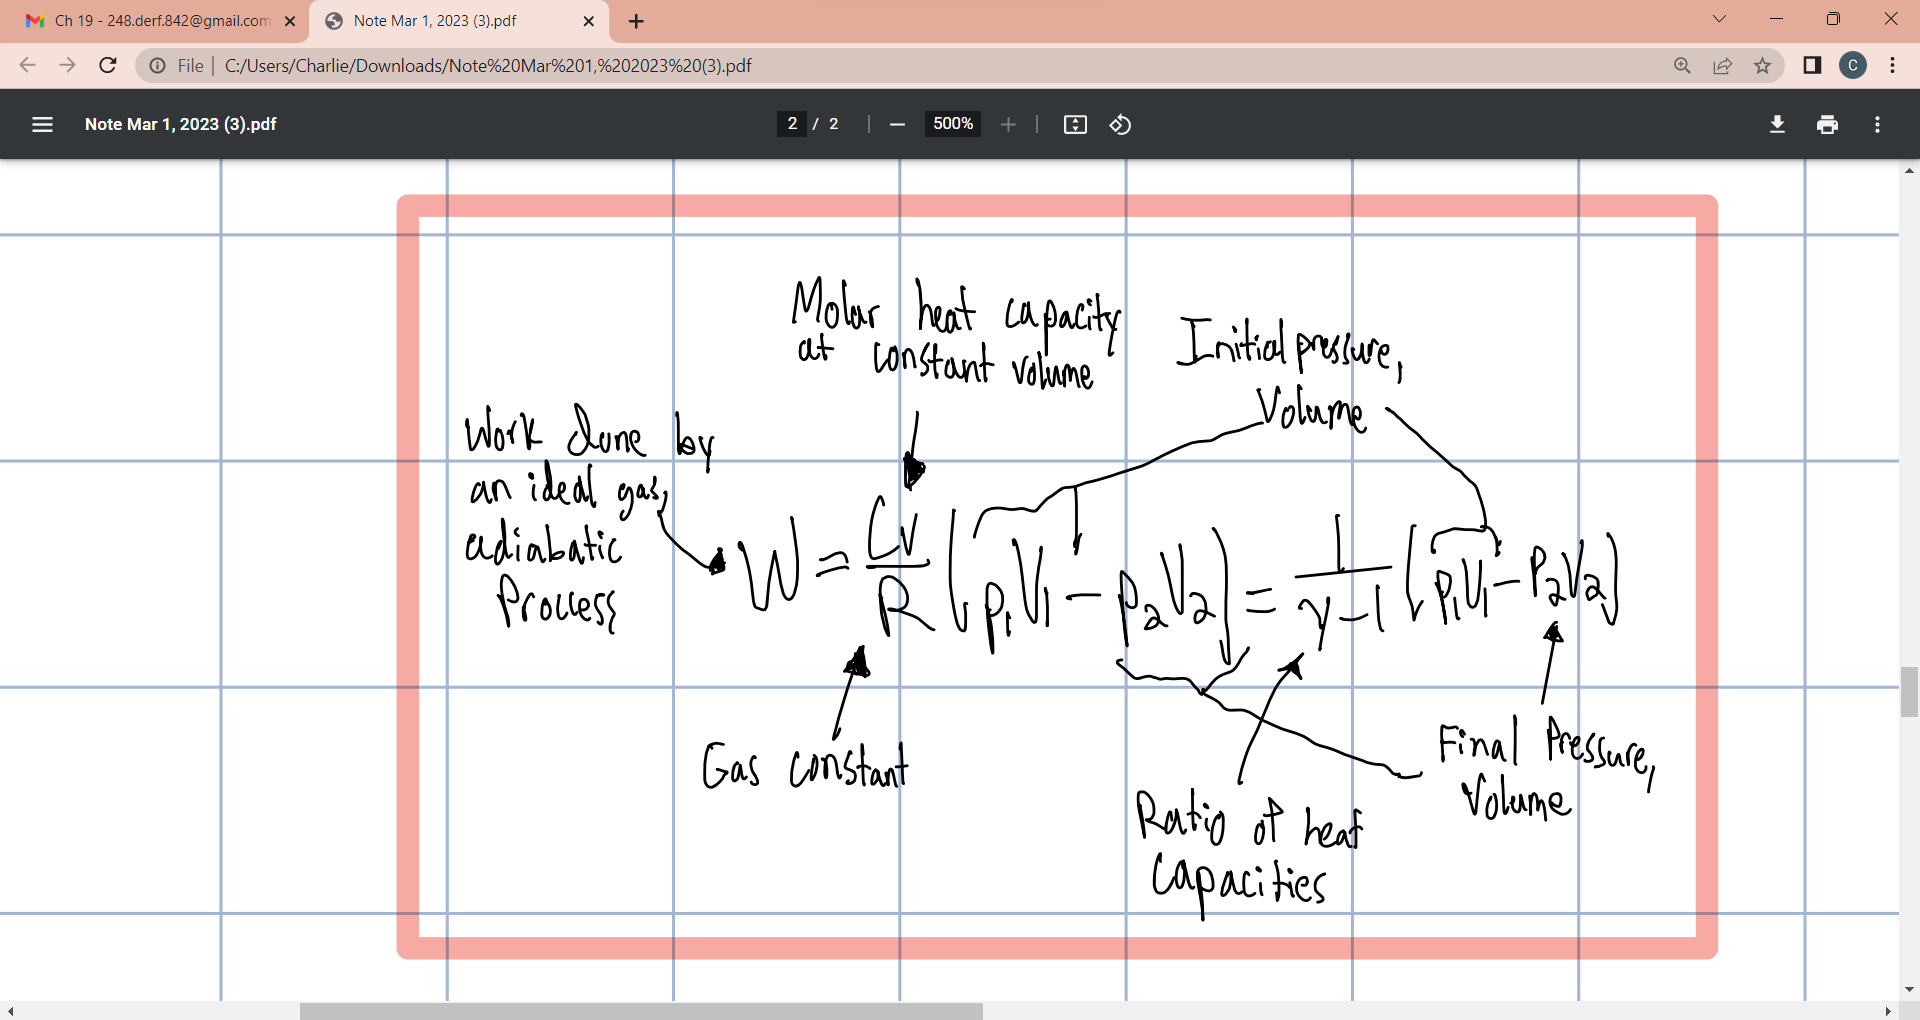 Ch 19 - 248.derf.842@gmail.com
Note Mar 1, 2023 (3).pdf
File | C:/Users/Charlie/Downloads/Note%20Mar%201,%202023%20(3).pdf
C
Note Mar 1, 2023 (3).pdf
2 / 2
500%
Molar heat capacity
at constant volume
Initial pressure,
Volume
Work done by
an ideal gas,
adiabatic
Process
W = Cv/R (p₁V₁ - p₂V₂) = 1/γ-1 (p₁V₁ - P₂V₂)
Gas constant
Ratio of heat
Capacities
Final Pressure,
Volume